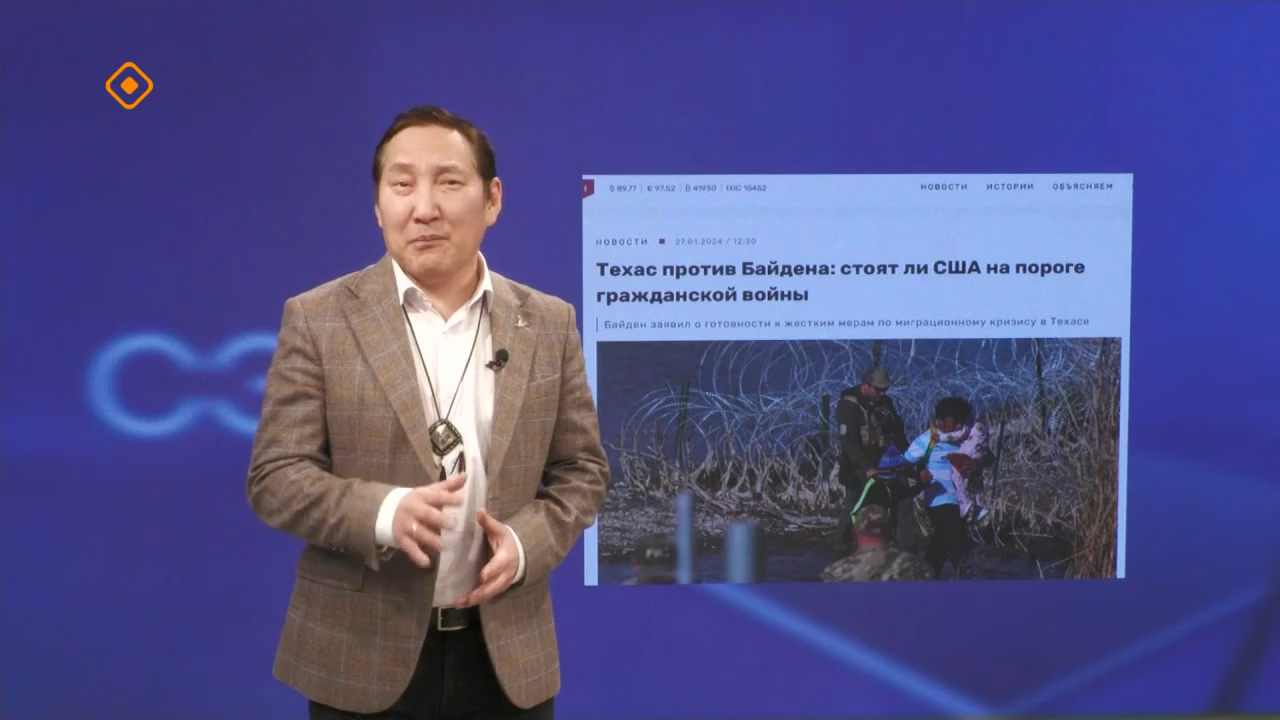 $ 89.77 | € 97.52 | ₿ 41930 | IXIC 15452
НОВОСТИ ИСТОРИИ ОБЪЯСНЯЕМ
НОВОСТИ 27.01.2024 / 12:30
Техас против Байдена: стоят ли США на пороге
гражданской войны
Байден заявил о готовности к жестким мерам по миграционному кризису в Техасе